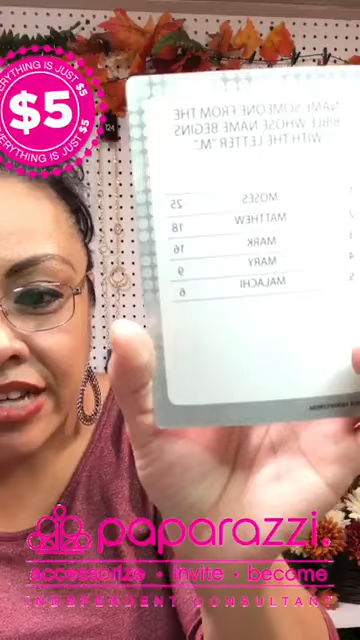 EVERYTHING IS JUST $5
$5
EVERYTHING IS JUST $5
124
NAME SOMEONE FROM THE
BIBLE WHOSE NAME BEGINS
WITH THE LETTER "M".
MOSES 25
MATTHEW 18
MARK 16
MARY 9
MALACHI 6
paparazzi.
accessorize • invite • become
INDEPENDENT CONSULTANT